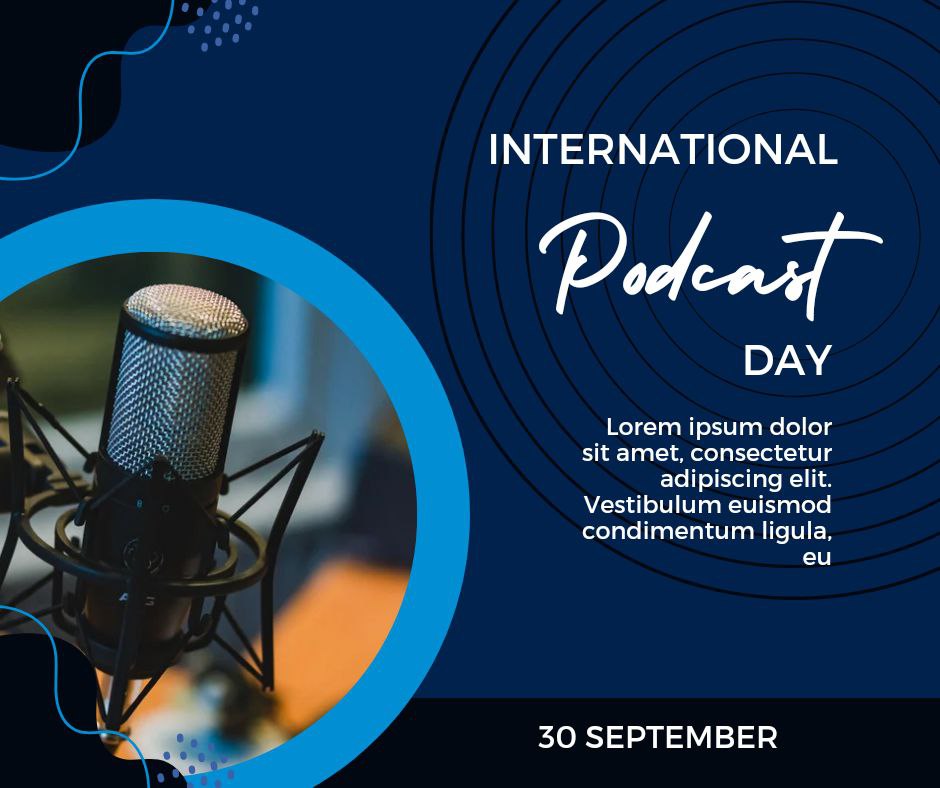 INTERNATIONAL
Podcast
DAY
Lorem ipsum dolor
sit amet, consectetur
adipiscing elit.
Vestibulum euismod
condimentum ligula,
eu
30 SEPTEMBER